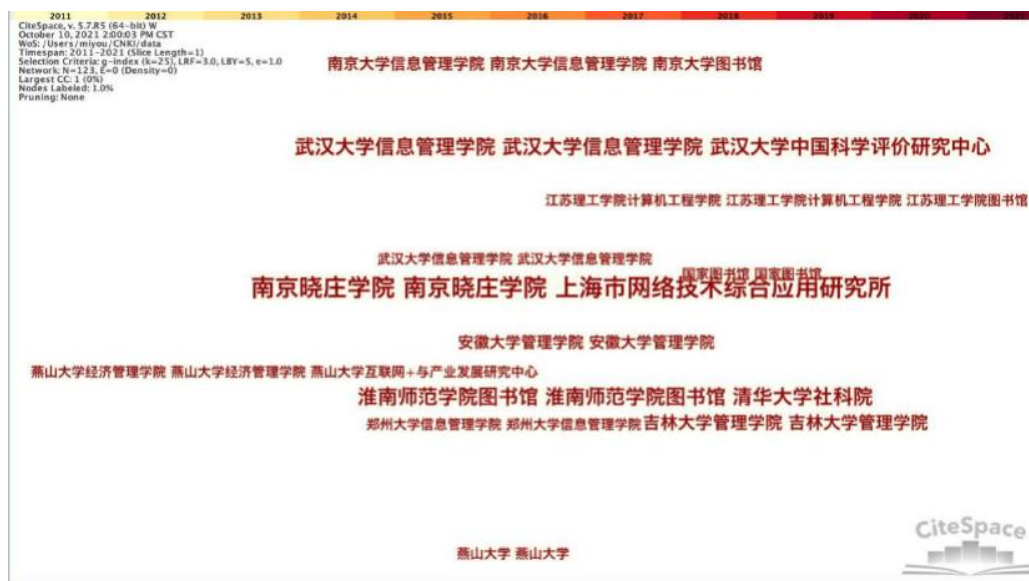 2011 2012 2013 2014 2015 2016 2017 2018 2019 2020 2021
CiteSpace, v. 5.7.R5 (64-bit) W
October 10, 2021 2:00:03 PM CST
WoS: /Users/miyou/CNKI/data
Timespan: 2011-2021 (Slice Length=1)
Selection Criteria: g-index (k=25), LRF=3.0, LBY=5, e=1.0
Network: N=123, E=0 (Density=0)
Largest CC: 1 (0%)
Nodes Labeled: 1.0%
Pruning: None
南京大学信息管理学院 南京大学信息管理学院 南京大学图书馆
武汉大学信息管理学院 武汉大学信息管理学院 武汉大学中国科学评价研究中心
江苏理工学院计算机工程学院 江苏理工学院计算机工程学院 江苏理工学院图书馆
武汉大学信息管理学院 武汉大学信息管理学院
国家图书馆 国家图书馆
南京晓庄学院 南京晓庄学院 上海市网络技术综合应用研究所
安徽大学管理学院 安徽大学管理学院
燕山大学经济管理学院 燕山大学经济管理学院 燕山大学互联网+与产业发展研究中心
淮南师范学院图书馆 淮南师范学院图书馆 清华大学社科院
郑州大学信息管理学院 郑州大学信息管理学院
吉林大学管理学院 吉林大学管理学院
燕山大学 燕山大学
CiteSpace